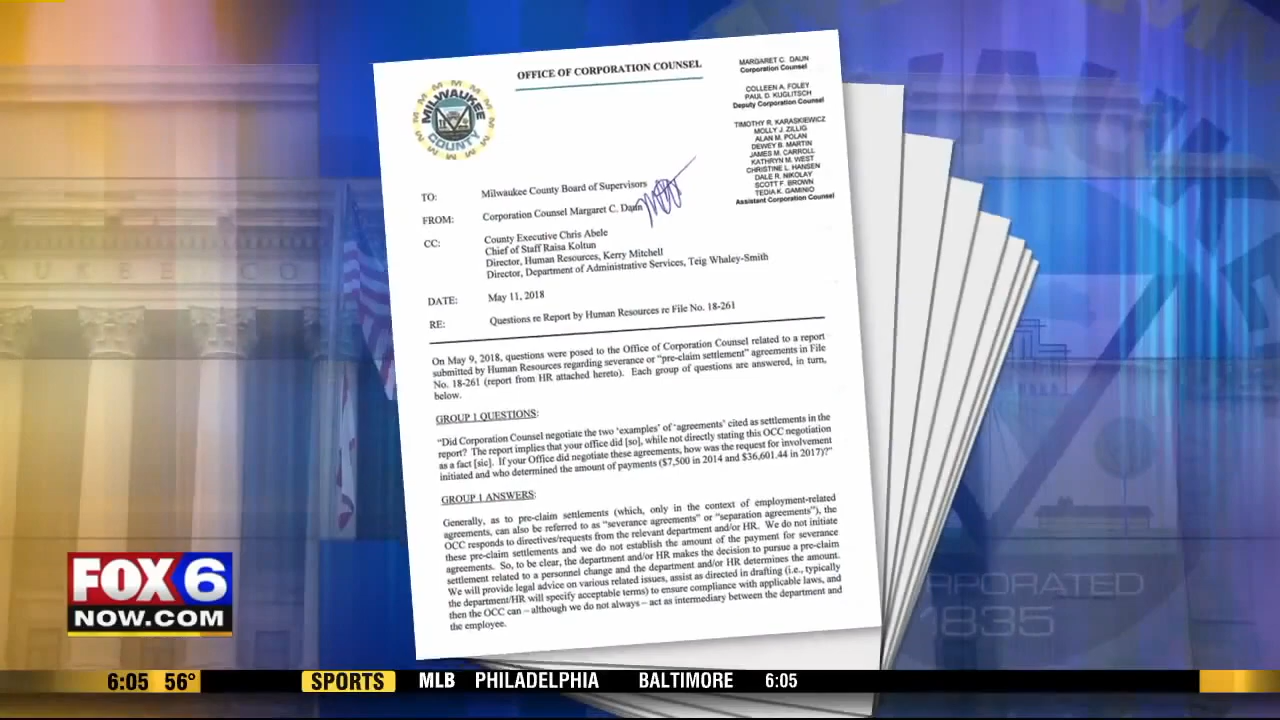 OFFICE OF CORPORATION COUNSEL
MILWAUKEE
COUNTY
MARGARET C. DAUN
Corporation Counsel
COLLEEN A. FOLEY
PAUL D. KUGLITSCH
Deputy Corporation Counsel
TIMOTHY R. KARASKIEWICZ
MOLLY J. ZILLIG
ALAN M. POLAN
DEWEY B. MARTIN
JAMES M. CARROLL
KATHRYN M. WEST
CHRISTINE L. HANSEN
DALE R. NIKOLAY
SCOTT F. BROWN
TEDIA K. GAMINO
Assistant Corporation Counsel
TO: Milwaukee County Board of Supervisors
FROM: Corporation Counsel Margaret C. Daun
CC: County Executive Chris Abele
Chief of Staff Raisa Koltun
Director, Human Resources, Kerry Mitchell
Director, Department of Administrative Services, Teig Whaley-Smith
DATE: May 11, 2018
RE: Questions re Report by Human Resources re File No. 18-261
On May 9, 2018, questions were posed to the Office of Corporation Counsel related to a report
submitted by Human Resources regarding severance or "pre-claim settlement" agreements in File
No. 18-261 (report from HR attached hereto). Each group of questions are answered, in turn,
below.
GROUP 1 QUESTIONS:
"Did Corporation Counsel negotiate the two 'examples' of 'agreements' cited as settlements in the
report? The report implies that your office did [so], while not directly stating this OCC negotiation
as a fact [sic]. If your Office did negotiate these agreements, how was the request for involvement
initiated and who determined the amount of payments ($7,500 in 2014 and $36,601.44 in 2017)?"
GROUP 1 ANSWERS:
Generally, as to pre-claim settlements (which, only in the context of employment-related
agreements, can also be referred to as "severance agreements" or "separation agreements"), the
OCC responds to directives/requests from the relevant department and/or HR. We do not initiate
these pre-claim settlements and we do not establish the amount of the payment for severance
agreements. So, to be clear, the department and/or HR makes the decision to pursue a pre-claim
settlement related to a personnel change and the department and/or HR determines the amount.
We will provide legal advice on various related issues, assist as directed in drafting (i.e., typically
the department/HR will specify acceptable terms) to ensure compliance with applicable laws, and
then the OCC can – although we do not always – act as intermediary between the department and
the employee.
RPORATED
1835
FOX 6
NOW.COM
6:05 56° SPORTS MLB PHILADELPHIA BALTIMORE 6:05